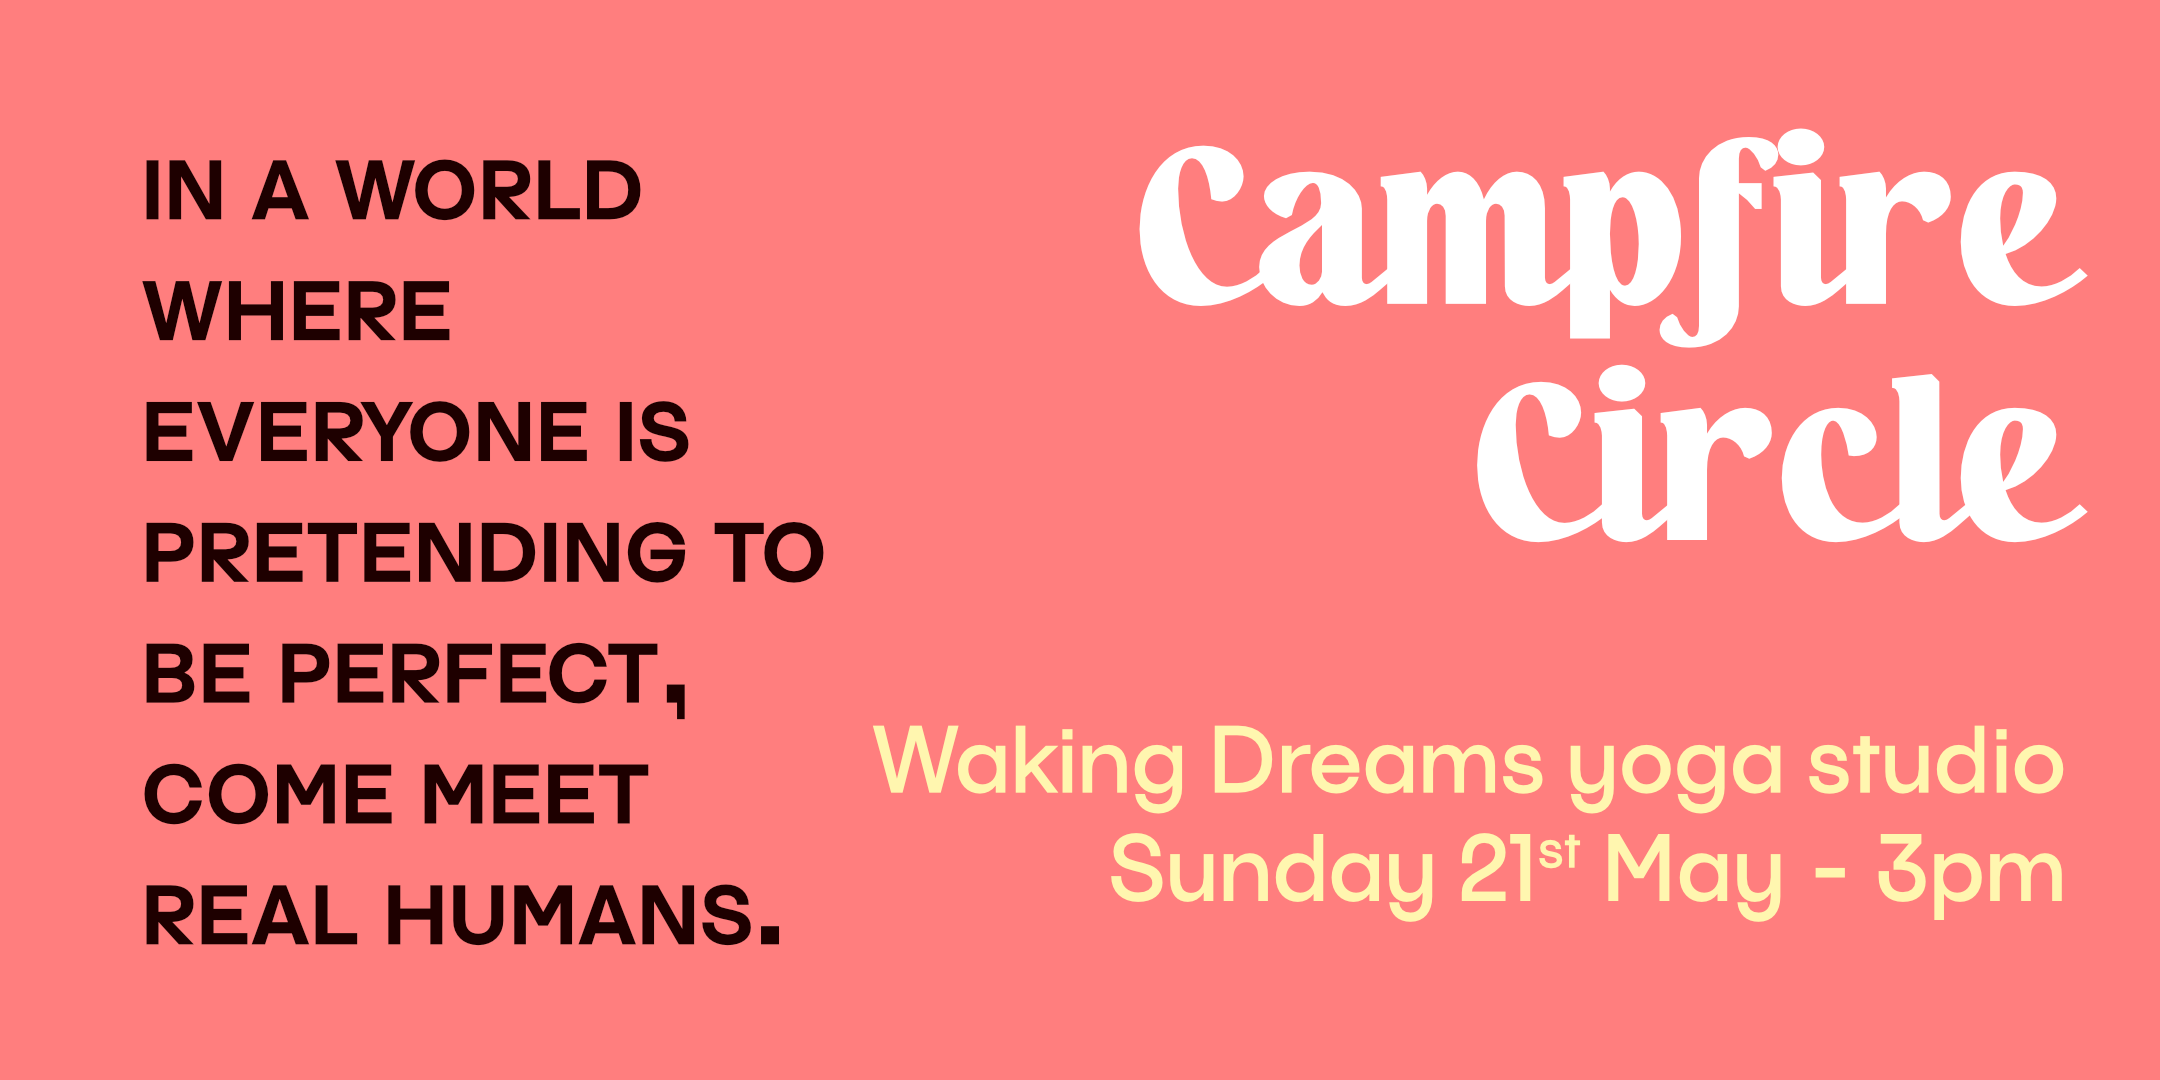 IN A WORLD
WHERE
EVERYONE IS
PRETENDING TO
BE PERFECT,
COME MEET
REAL HUMANS.
Campfire
Circle
Waking Dreams yoga studio
Sunday 21st May - 3pm